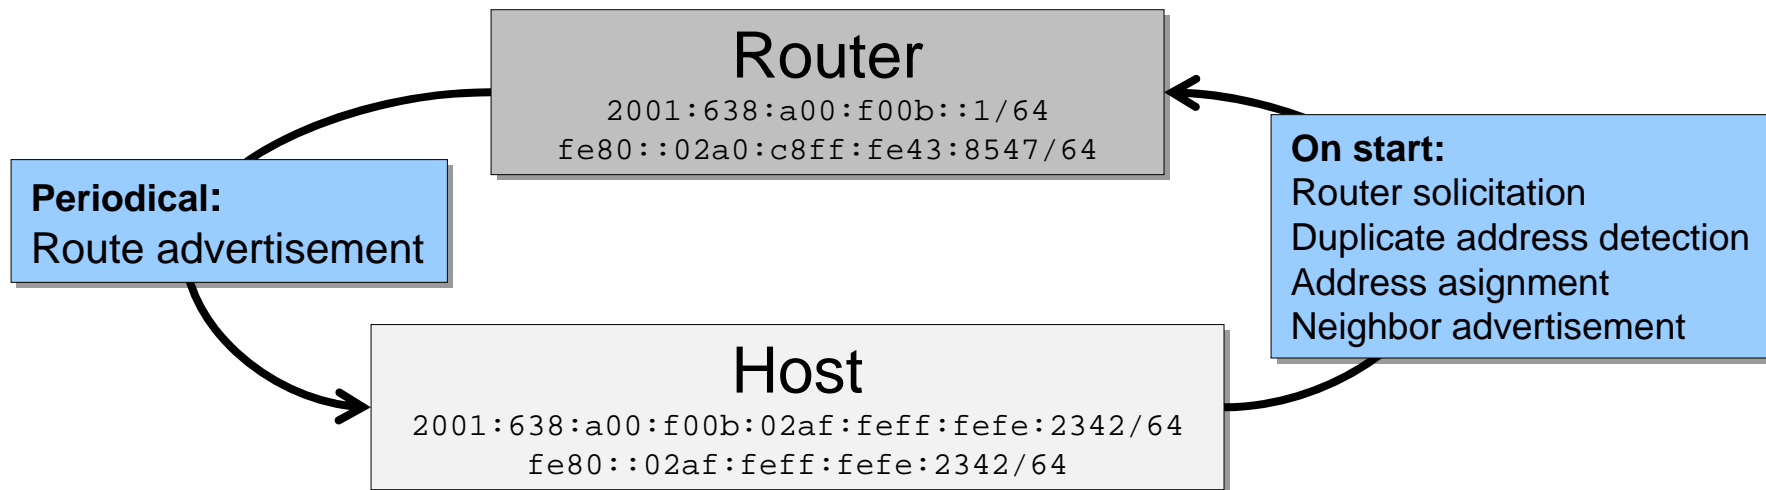 Router
2001:638:a00:f00b::1/64
fe80::02a0:c8ff:fe43:8547/64
Periodical:
Route advertisement
On start:
Router solicitation
Duplicate address detection
Address asignment
Neighbor advertisement
Host
2001:638:a00:f00b:02af:feff:fefe:2342/64
fe80::02af:feff:fefe:2342/64